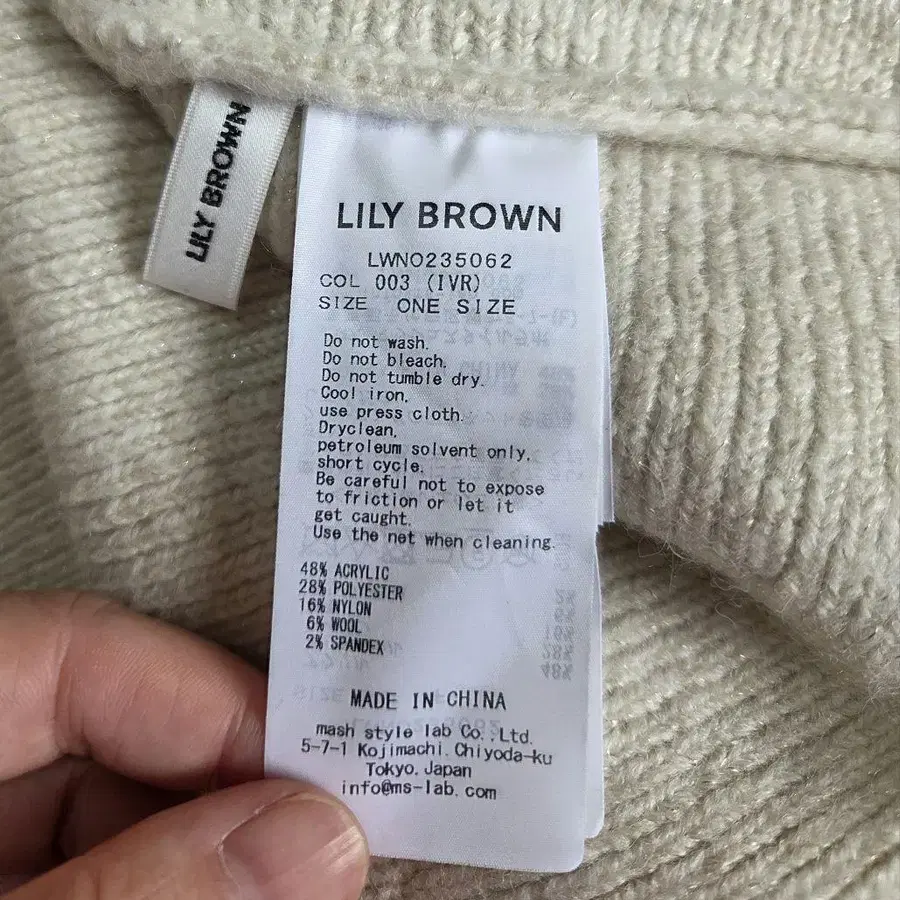 LILY BROWN
LILY BROWN
LWNO235062
COL 003 (IVR)
SIZE ONE SIZE
Do not wash.
Do not bleach.
Do not tumble dry.
Cool iron.
use press cloth.
Dryclean,
petroleum solvent only,
short cycle.
Be careful not to expose
to friction or let it
get caught.
Use the net when cleaning.
48% ACRYLIC
28% POLYESTER
16% NYLON
6% WOOL
2% SPANDEX
MADE IN CHINA
mash style lab Co.,Ltd.
5-7-1 Kojimachi.Chiyoda-ku
Tokyo.Japan
info@ms-lab.com